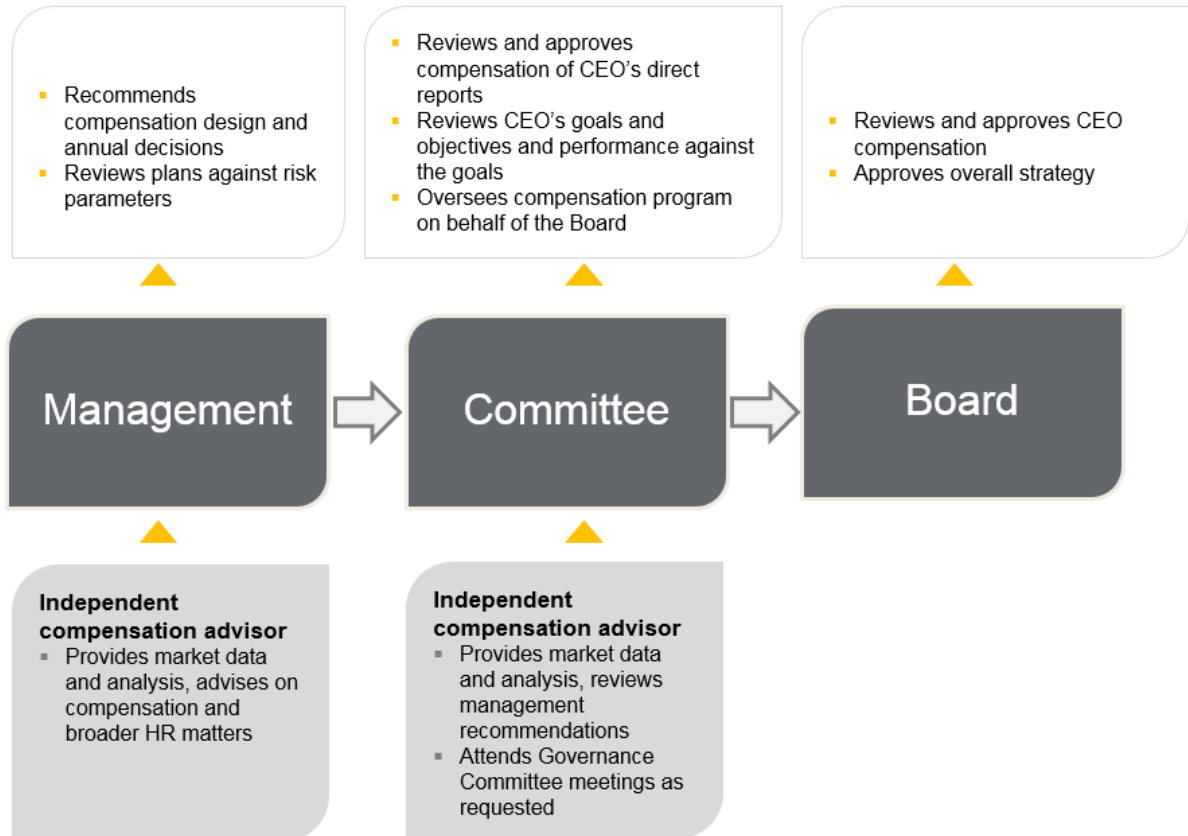 ▪ Recommends
compensation design and
annual decisions
▪ Reviews plans against risk
parameters
▪ Reviews and approves
compensation of CEO’s direct
reports
▪ Reviews CEO’s goals and
objectives and performance against
the goals
▪ Oversees compensation program
on behalf of the Board
▪ Reviews and approves CEO
compensation
▪ Approves overall strategy
Management
Committee
Board
Independent
compensation advisor
▪ Provides market data
and analysis, advises on
compensation and
broader HR matters
Independent
compensation advisor
▪ Provides market data
and analysis, reviews
management
recommendations
▪ Attends Governance
Committee meetings as
requested